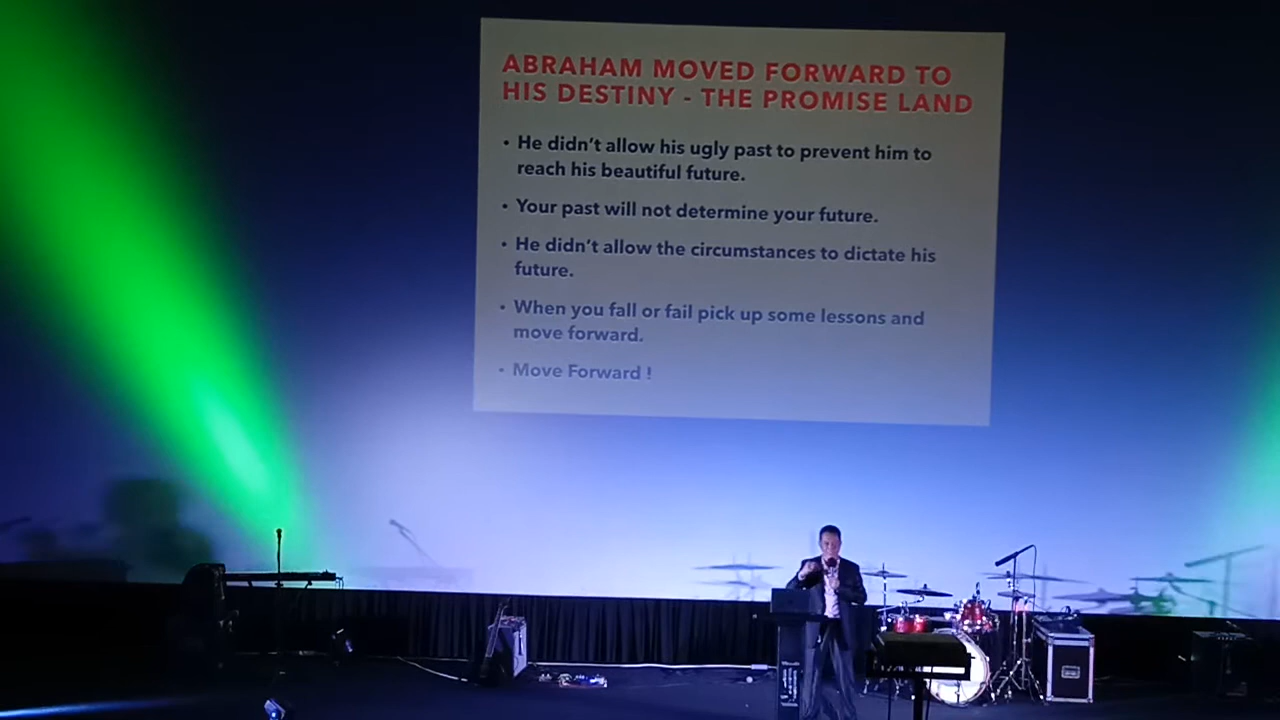 ABRAHAM MOVED FORWARD TO
HIS DESTINY - THE PROMISE LAND
• He didn't allow his ugly past to prevent him to
reach his beautiful future.
• Your past will not determine your future.
• He didn't allow the circumstances to dictate his
future.
• When you fall or fail pick up some lessons and
move forward.
• Move Forward !